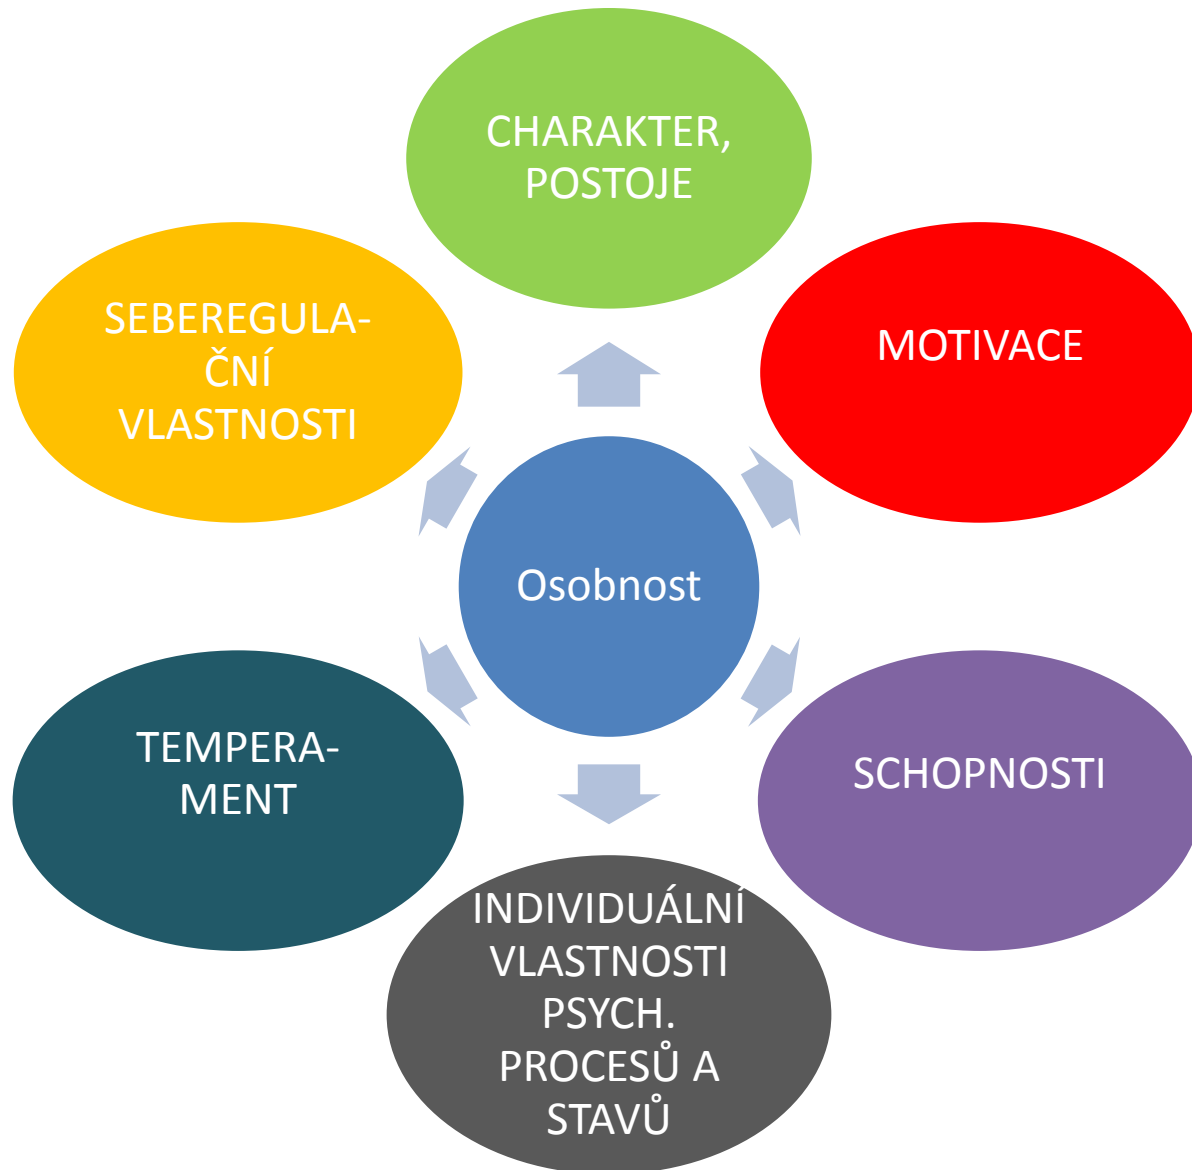 CHARAKTER,
POSTOJE
SEBEREGULA-
ČNÍ
VLASTNOSTI
MOTIVACE
Osobnost
TEMPERA-
MENT
SCHOPNOSTI
INDIVIDUÁLNÍ
VLASTNOSTI
PSYCH.
PROCESŮ A
STAVŮ